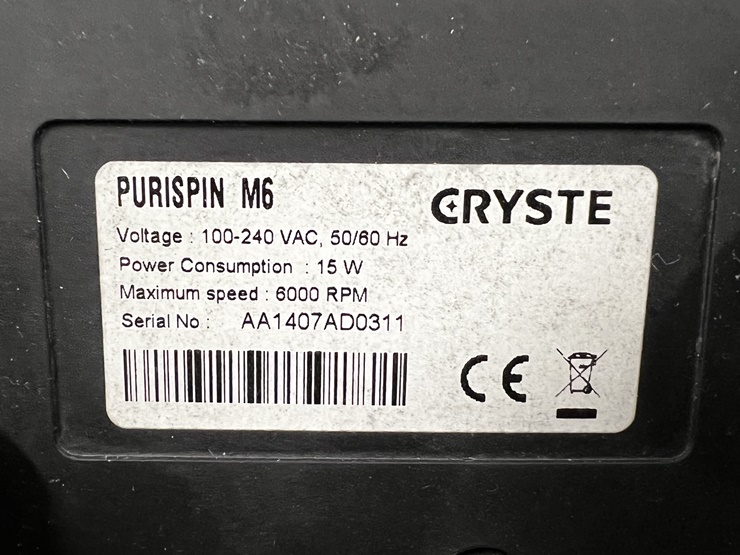 PURISPIN M6
CRYSTE
Voltage : 100-240 VAC, 50/60 Hz
Power Consumption : 15 W
Maximum speed : 6000 RPM
Serial No : AA1407AD0311
CE